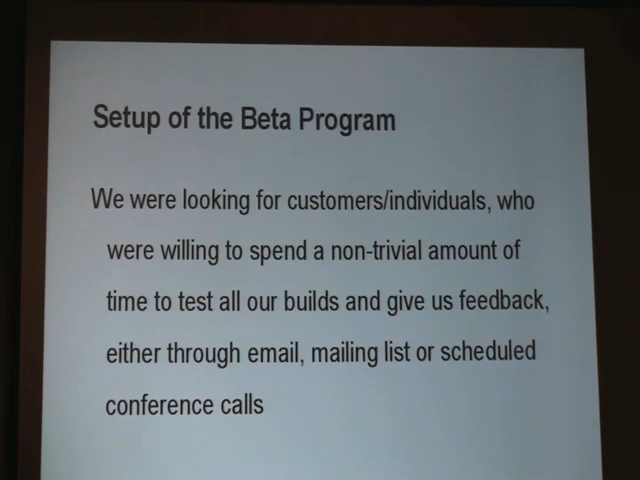 Setup of the Beta Program
We were looking for customers/individuals, who
were willing to spend a non-trivial amount of
time to test all our builds and give us feedback,
either through email, mailing list or scheduled
conference calls